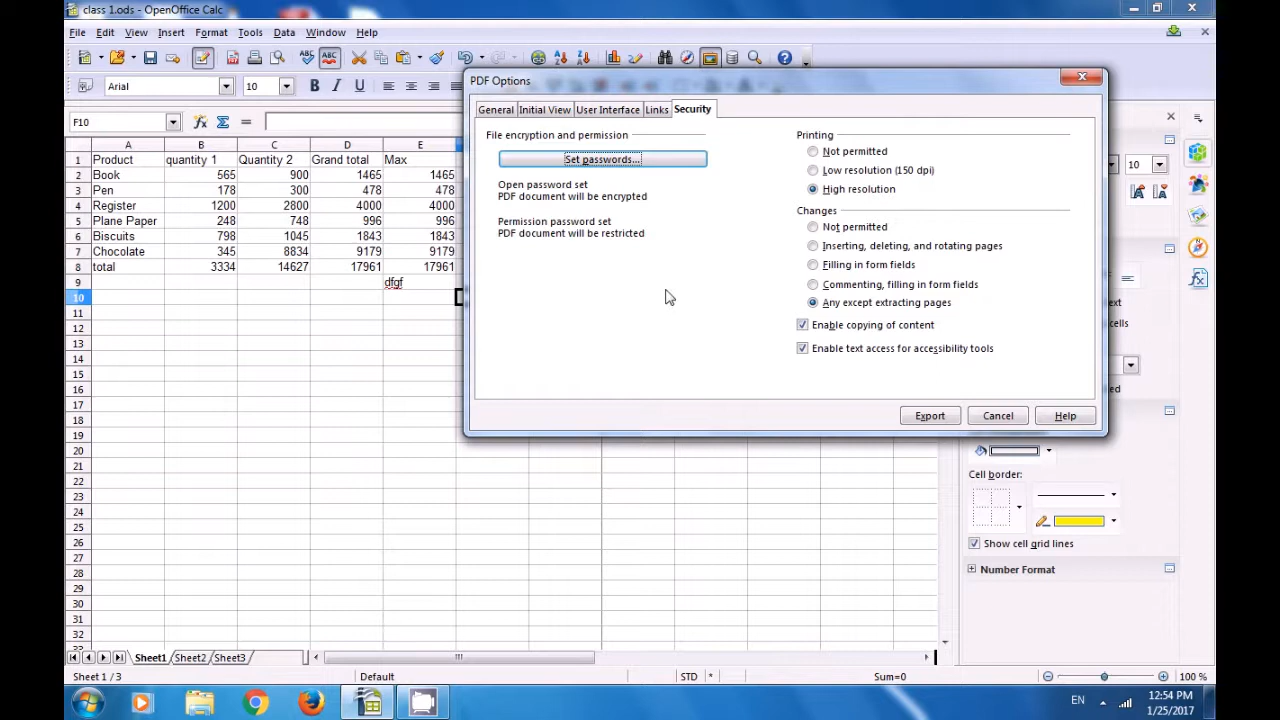 class 1.ods - OpenOffice Calc
File Edit View Insert Format Tools Data Window Help
Arial 10
F10
PDF Options
General Initial View User Interface Links Security
File encryption and permission
Set passwords...
Open password set
PDF document will be encrypted
Permission password set
PDF document will be restricted
Printing
Not permitted
Low resolution (150 dpi)
High resolution
Changes
Not permitted
Inserting, deleting, and rotating pages
Filling in form fields
Commenting, filling in form fields
Any except extracting pages
Enable copying of content
Enable text access for accessibility tools
Export Cancel Help
A B C D E
1 Product quantity 1 Quantity 2 Grand total Max
2 Book 565 900 1465 1465
3 Pen 178 300 478 478
4 Register 1200 2800 4000 4000
5 Plane Paper 248 748 996 996
6 Biscuits 798 1045 1843 1843
7 Chocolate 345 8834 9179 9179
8 total 3334 14627 17961 17961
9 dfgf
10
11
12
13
14
15
16
17
18
19
20
21
22
23
24
25
26
27
28
29
30
31
32
10
Cell border:
Show cell grid lines
Number Format
Sheet1 Sheet2 Sheet3
Sheet 1 / 3 Default STD * Sum=0 100 %
EN 12:54 PM
1/25/2017